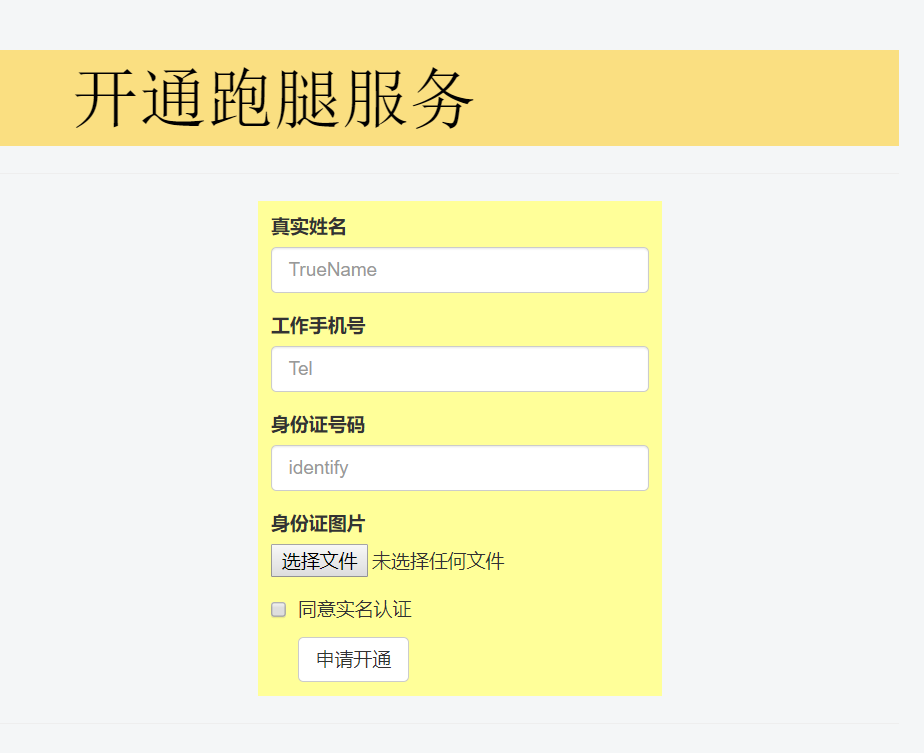 开通跑腿服务
真实姓名
TrueName
工作手机号
Tel
身份证号码
identify
身份证图片
选择文件 未选择任何文件
同意实名认证
申请开通